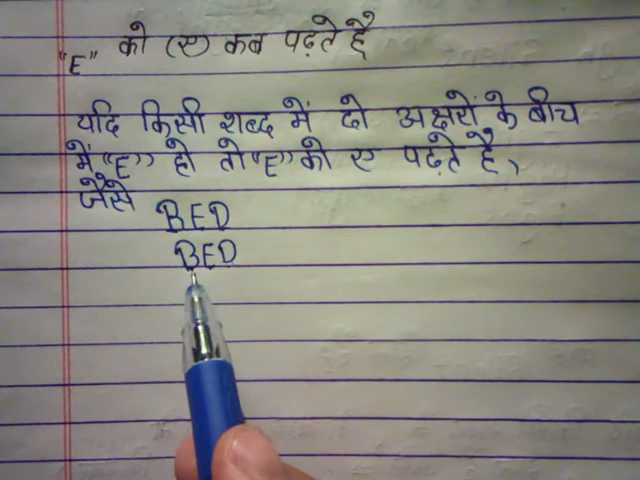 "E" को (ए) कब पढ़ते है
यदि किसी शब्द में दो अक्षरों के बीच
में "E" हो तो "E" को ए पढ़ते है,
जैसे BED
BED